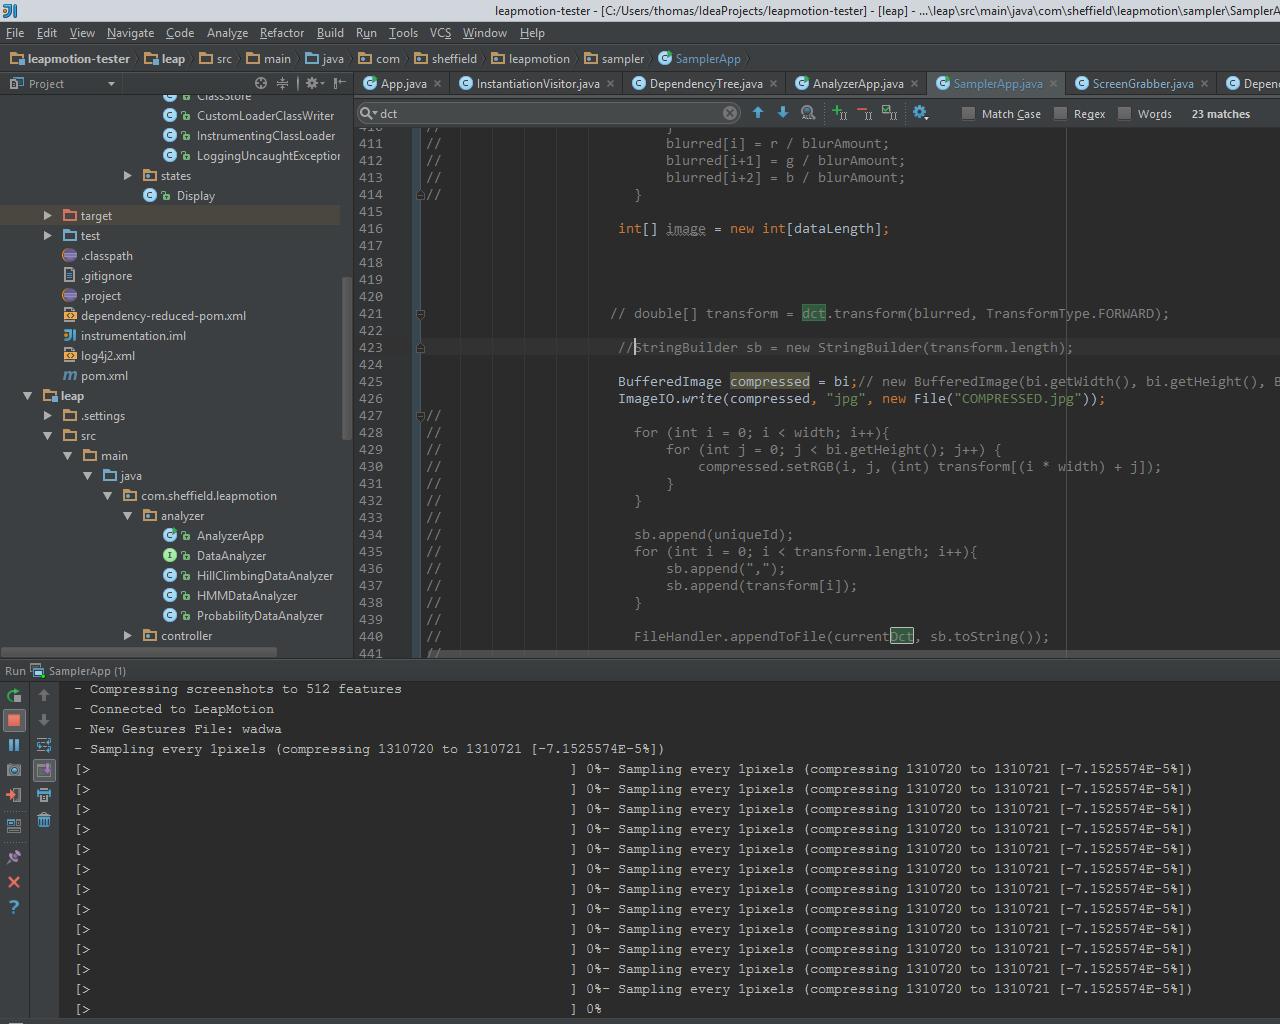 leapmotion-tester - [C:/Users/thomas/IdeaProjects/leapmotion-tester] - [leap] - ...\leap\src\main\java\com\sheffield\leapmotion\sampler\SamplerA
File Edit View Navigate Code Analyze Refactor Build Run Tools VCS Window Help
leapmotion-tester leap src main java com sheffield leapmotion sampler SamplerApp
Project
App.java InstantiationVisitor.java DependencyTree.java AnalyzerApp.java SamplerApp.java ScreenGrabber.java Depend
dct Match Case Regex Words 23 matches
ClassStore
CustomLoaderClassWriter
InstrumentingClassLoader
LoggingUncaughtException
states
Display
target
test
.classpath
.gitignore
.project
dependency-reduced-pom.xml
instrumentation.iml
log4j2.xml
pom.xml
leap
.settings
src
main
java
com.sheffield.leapmotion
analyzer
AnalyzerApp
DataAnalyzer
HillClimbingDataAnalyzer
HMMDataAnalyzer
ProbabilityDataAnalyzer
controller
410 // }
411 // blurred[i] = r / blurAmount;
412 // blurred[i+1] = g / blurAmount;
413 // blurred[i+2] = b / blurAmount;
414 // }
415
416 int[] image = new int[dataLength];
417
418
419
420
421 // double[] transform = dct.transform(blurred, TransformType.FORWARD);
422
423 //StringBuilder sb = new StringBuilder(transform.length);
424
425 BufferedImage compressed = bi;// new BufferedImage(bi.getWidth(), bi.getHeight(), B
426 ImageIO.write(compressed, "jpg", new File("COMPRESSED.jpg"));
427 //
428 // for (int i = 0; i < width; i++){
429 // for (int j = 0; j < bi.getHeight(); j++) {
430 // compressed.setRGB(i, j, (int) transform[(i * width) + j]);
431 // }
432 // }
433 //
434 // sb.append(uniqueId);
435 // for (int i = 0; i < transform.length; i++){
436 // sb.append(",");
437 // sb.append(transform[i]);
438 // }
439 //
440 // FileHandler.appendToFile(currentDct, sb.toString());
441 //
Run SamplerApp (1)
- Compressing screenshots to 512 features
- Connected to LeapMotion
- New Gestures File: wadwa
- Sampling every 1pixels (compressing 1310720 to 1310721 [-7.1525574E-5%])
[> ] 0%- Sampling every 1pixels (compressing 1310720 to 1310721 [-7.1525574E-5%])
[> ] 0%- Sampling every 1pixels (compressing 1310720 to 1310721 [-7.1525574E-5%])
[> ] 0%- Sampling every 1pixels (compressing 1310720 to 1310721 [-7.1525574E-5%])
[> ] 0%- Sampling every 1pixels (compressing 1310720 to 1310721 [-7.1525574E-5%])
[> ] 0%- Sampling every 1pixels (compressing 1310720 to 1310721 [-7.1525574E-5%])
[> ] 0%- Sampling every 1pixels (compressing 1310720 to 1310721 [-7.1525574E-5%])
[> ] 0%- Sampling every 1pixels (compressing 1310720 to 1310721 [-7.1525574E-5%])
[> ] 0%- Sampling every 1pixels (compressing 1310720 to 1310721 [-7.1525574E-5%])
[> ] 0%- Sampling every 1pixels (compressing 1310720 to 1310721 [-7.1525574E-5%])
[> ] 0%- Sampling every 1pixels (compressing 1310720 to 1310721 [-7.1525574E-5%])
[> ] 0%- Sampling every 1pixels (compressing 1310720 to 1310721 [-7.1525574E-5%])
[> ] 0%- Sampling every 1pixels (compressing 1310720 to 1310721 [-7.1525574E-5%])
[> ] 0%